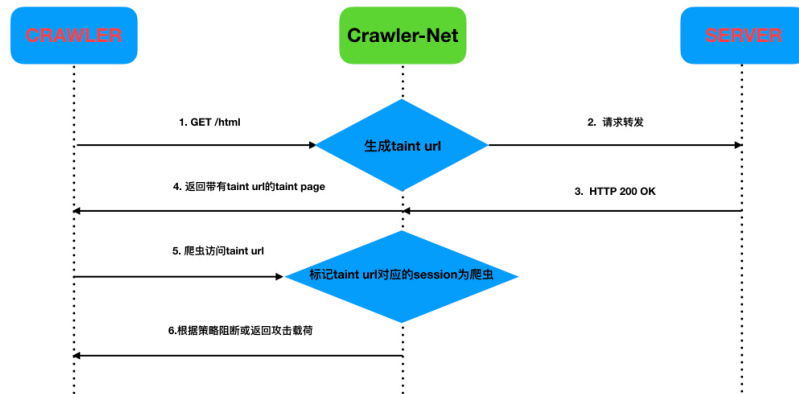 CRAWLER
Crawler-Net
SERVER
1. GET /html
生成taint url
2. 请求转发
4. 返回带有taint url的taint page
3. HTTP 200 OK
5. 爬虫访问taint url
标记taint url对应的session为爬虫
6.根据策略阻断或返回攻击载荷